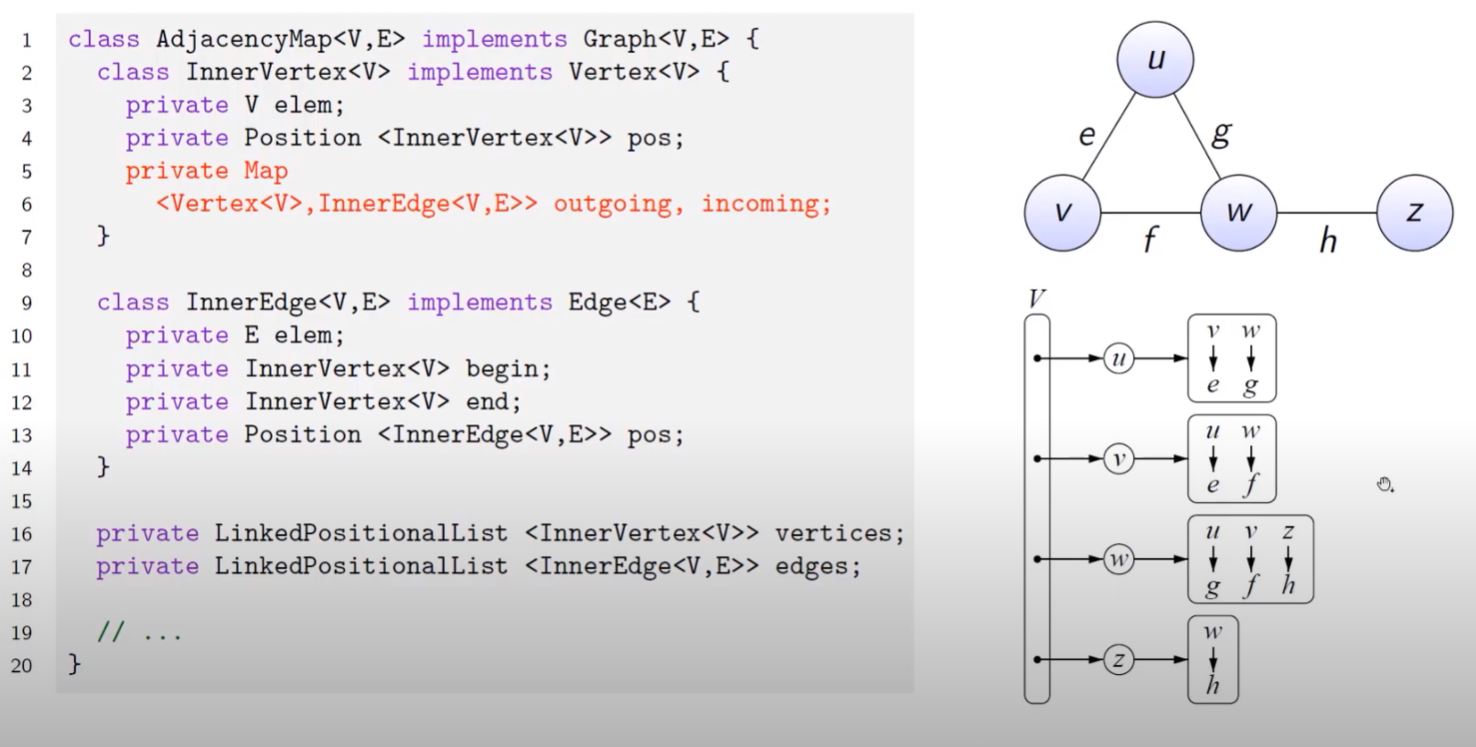 1 class AdjacencyMap<V,E> implements Graph<V,E> {
2 class InnerVertex<V> implements Vertex<V> {
3 private V elem;
4 private Position <InnerVertex<V>> pos;
5 private Map
6 <Vertex<V>,InnerEdge<V,E>> outgoing, incoming;
7 }
8
9 class InnerEdge<V,E> implements Edge<E> {
10 private E elem;
11 private InnerVertex<V> begin;
12 private InnerVertex<V> end;
13 private Position <InnerEdge<V,E>> pos;
14 }
15
16 private LinkedPositionalList <InnerVertex<V>> vertices;
17 private LinkedPositionalList <InnerEdge<V,E>> edges;
18
19 // ...
20 }
u
e g
v w z
f h
V
v w
u
e g
u w
v
e f
u v z
w
g f h
w
z
h